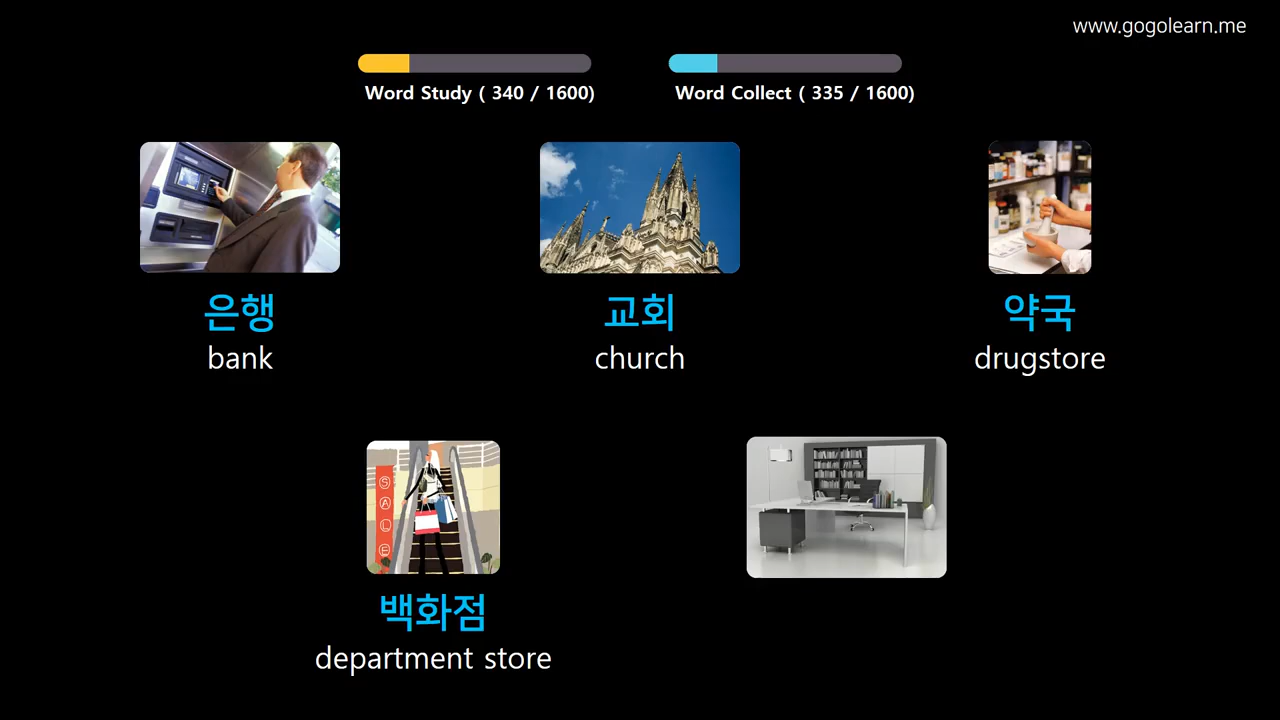 www.gogolearn.me
Word Study ( 340 / 1600)
Word Collect ( 335 / 1600)
은행
bank
교회
church
약국
drugstore
SALE
백화점
department store